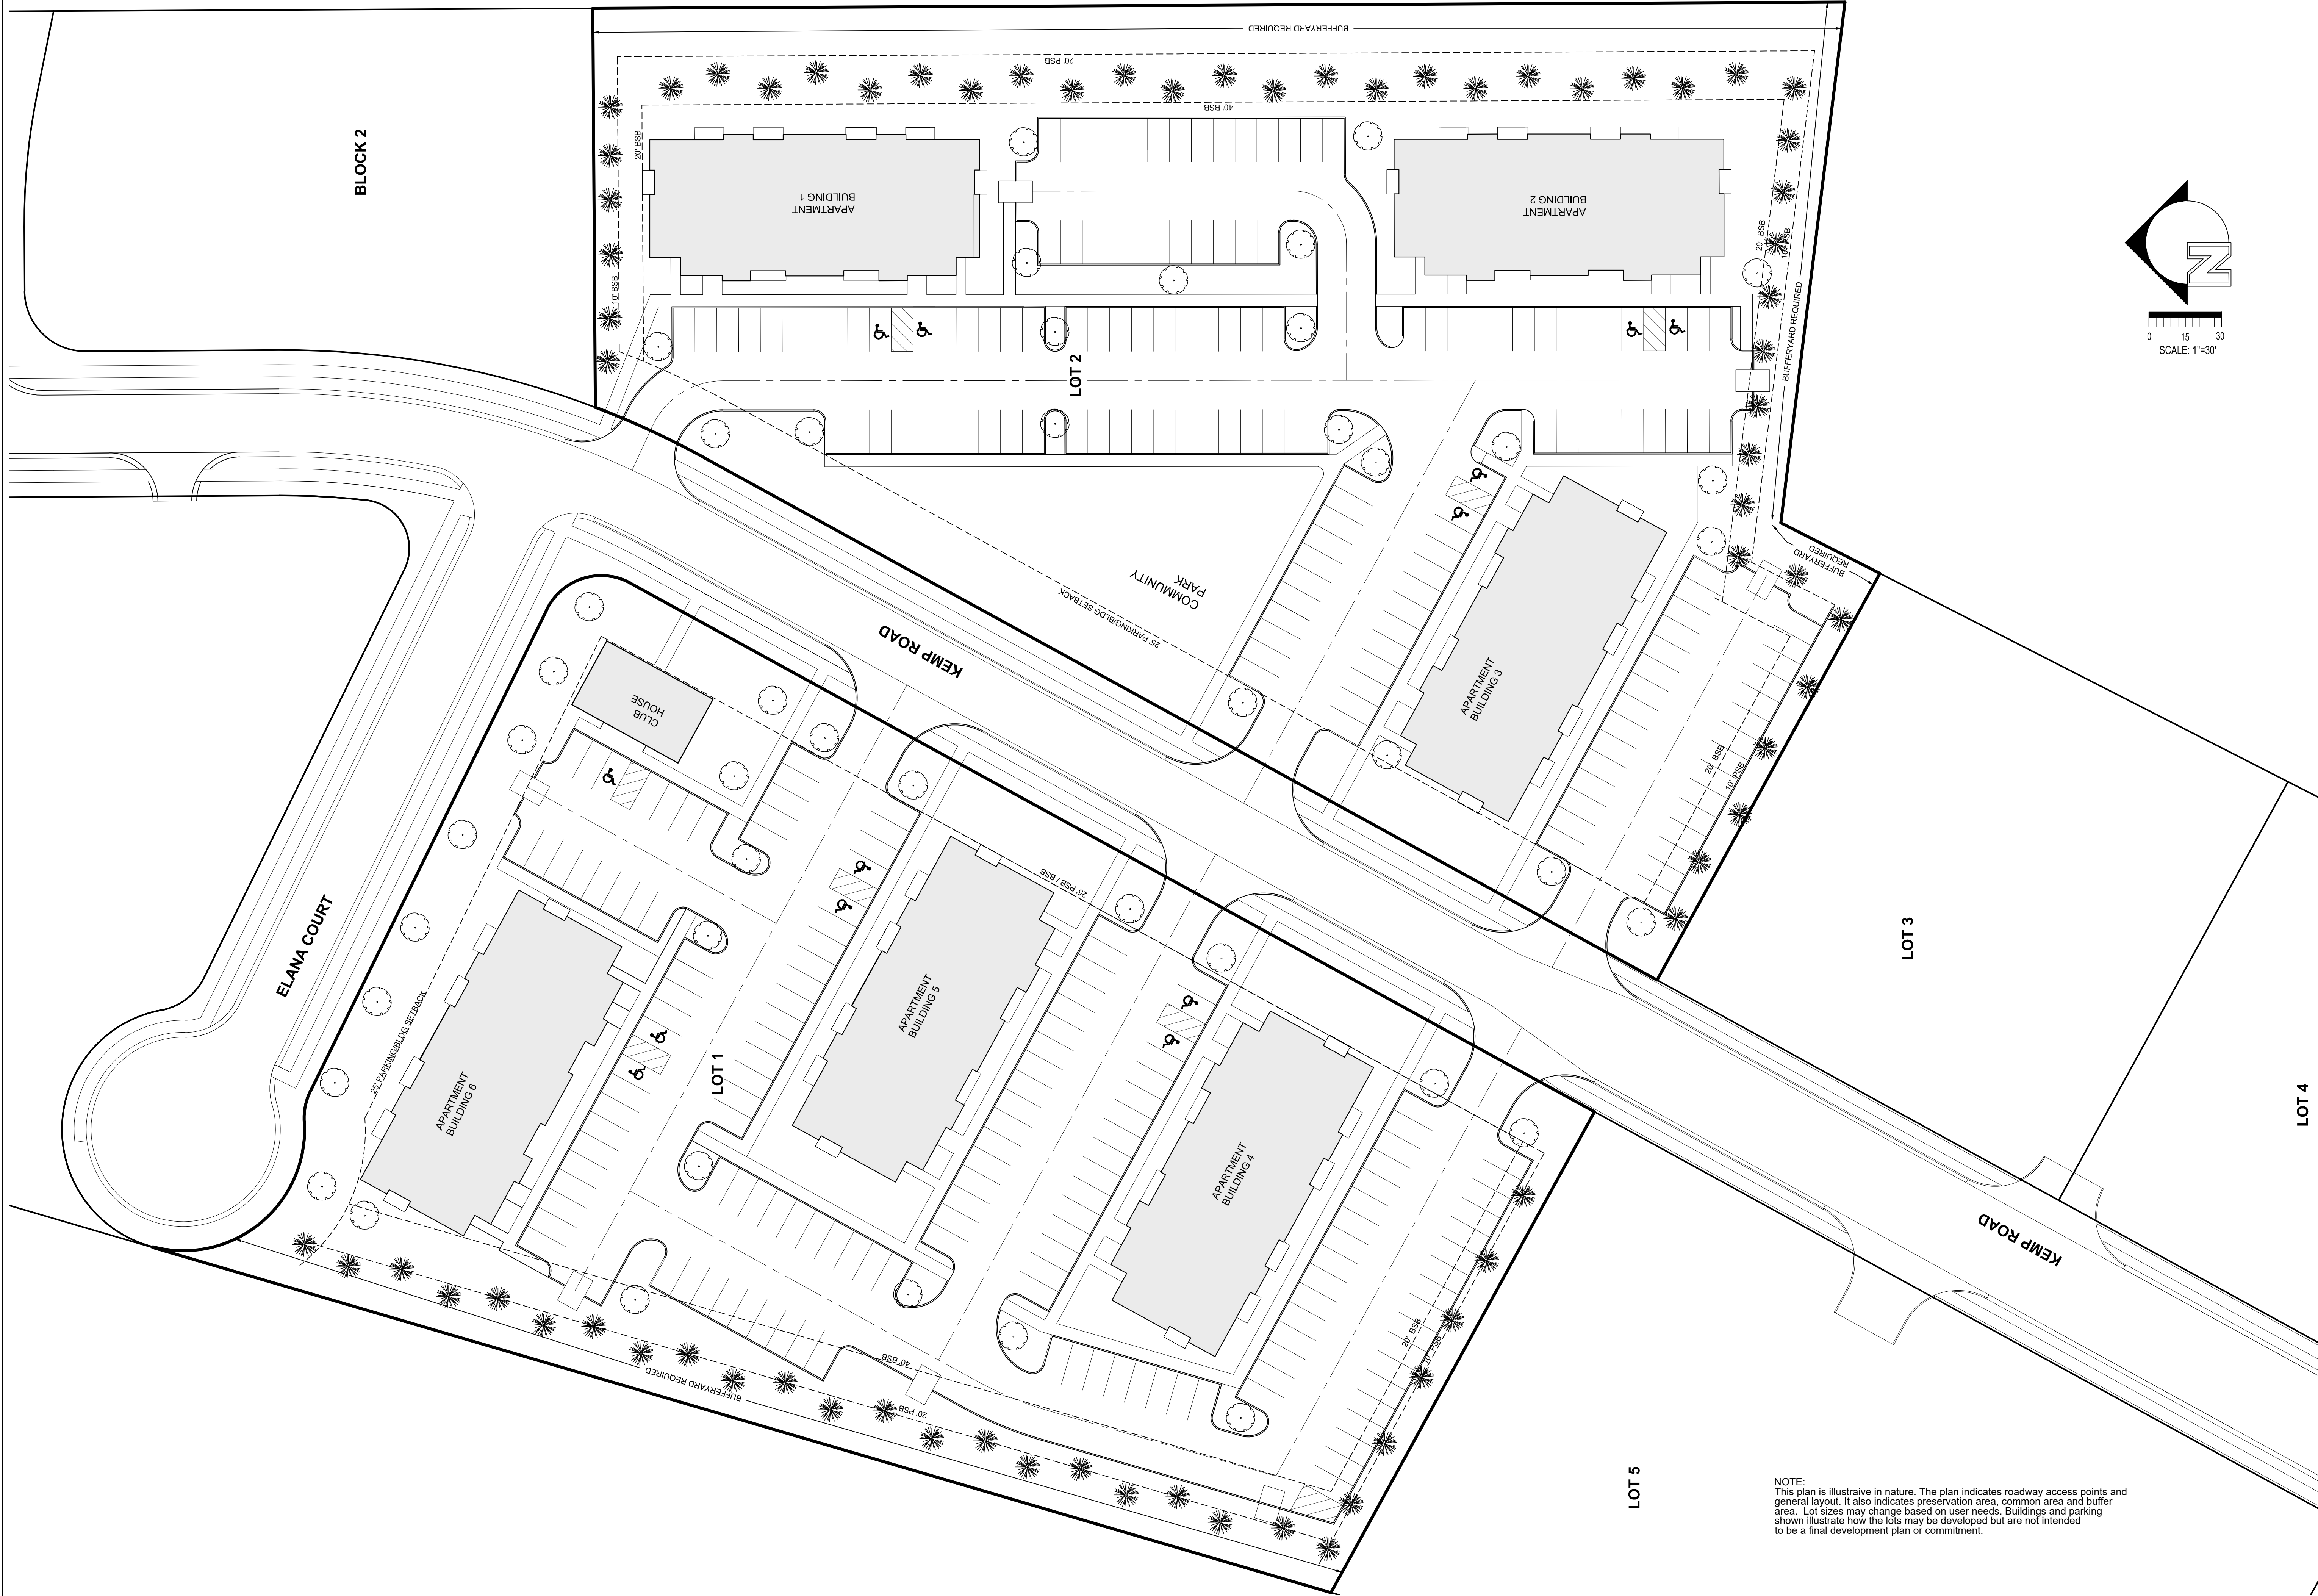 BUFFERYARD REQUIRED
20' PSB
40' BSB
BLOCK 2
20' BSB
10' BSB
APARTMENT
BUILDING 1
APARTMENT
BUILDING 2
20' BSB
10' PSB
BUFFERYARD REQUIRED
N
0 15 30
SCALE: 1"=30'
LOT 2
BUFFERYARD
REQUIRED
COMMUNITY
PARK
25' PARKING/BLDG SETBACK
KEMP ROAD
CLUB
HOUSE
APARTMENT
BUILDING 3
20' BSB
10' PSB
ELANA COURT
25' PSB / BSB
LOT 3
25' PARKING/BLDG SETBACK
APARTMENT
BUILDING 6
LOT 1
APARTMENT
BUILDING 5
APARTMENT
BUILDING 4
LOT 4
KEMP ROAD
20' BSB
10' PSB
40' BSB
BUFFERYARD REQUIRED
20' PSB
LOT 5
NOTE:
This plan is illustraive in nature. The plan indicates roadway access points and
general layout. It also indicates preservation area, common area and buffer
area. Lot sizes may change based on user needs. Buildings and parking
shown illustrate how the lots may be developed but are not intended
to be a final development plan or commitment.